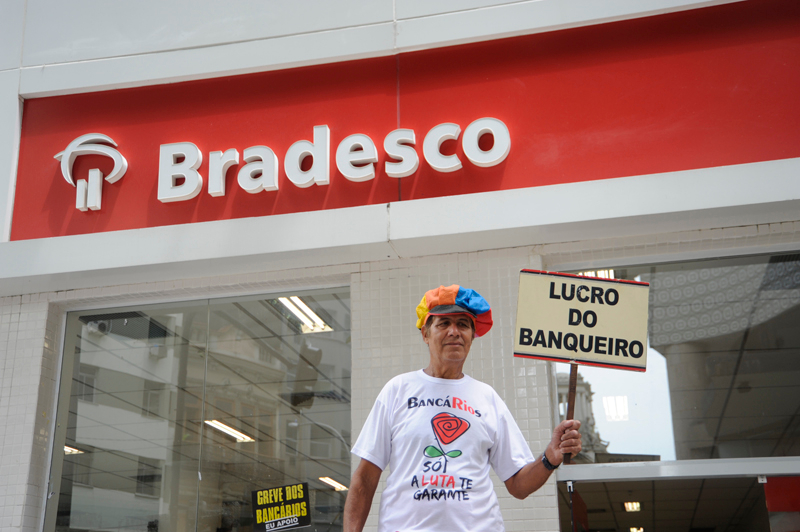 Bradesco
LUCRO
DO
BANQUEIRO
BANCÁRIOS
SÓ
A LUTA TE
GARANTE
GREVE DOS
BANCÁRIOS
EU APOIO